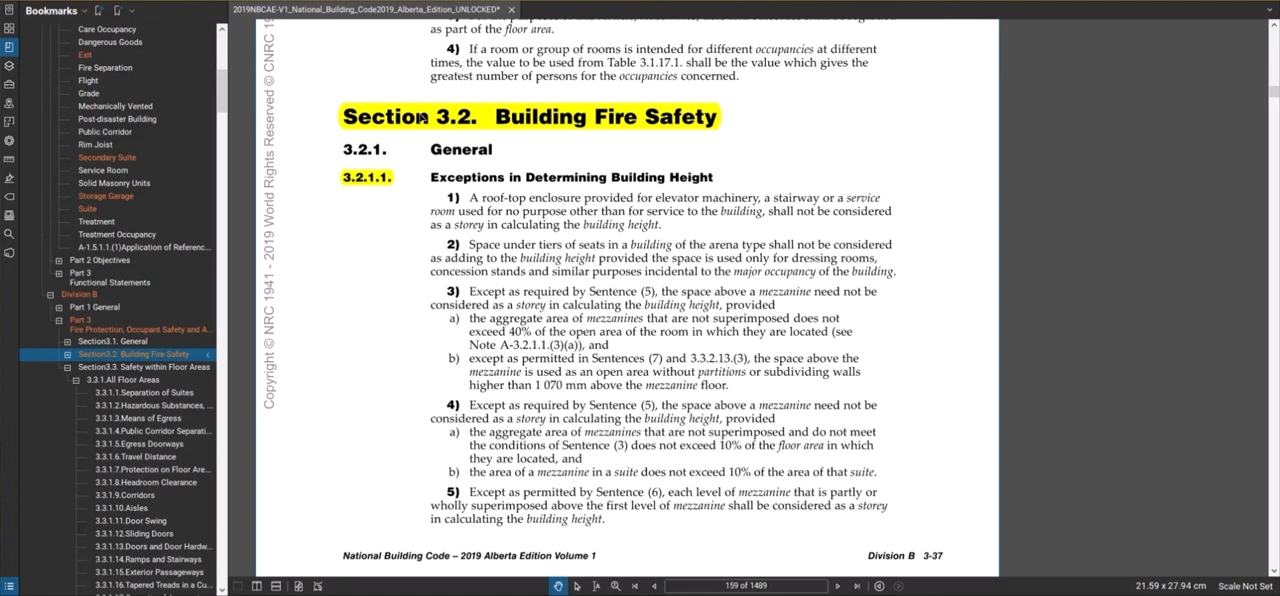 Bookmarks
2019NBCAE-V1_National_Building_Code2019_Alberta_Edition_UNLOCKED*
Care Occupancy
Dangerous Goods
Exit
Fire Separation
Flight
Grade
Mechanically Vented
Post-disaster Building
Public Corridor
Rim Joist
Secondary Suite
Service Room
Solid Masonry Units
Storage Garage
Suite
Treatment
Treatment Occupancy
A-1.5.1.1.(1)Application of Referenc...
Part 2 Objectives
Part 3
Functional Statements
Division B
Part 1 General
Part 3
Fire Protection, Occupant Safety and A...
Section3.1. General
Section3.2. Building Fire Safety
Section3.3. Safety within Floor Areas
3.3.1.All Floor Areas
3.3.1.1.Separation of Suites
3.3.1.2.Hazardous Substances, ...
3.3.1.3.Means of Egress
3.3.1.4.Public Corridor Separati...
3.3.1.5.Egress Doorways
3.3.1.6.Travel Distance
3.3.1.7.Protection on Floor Are...
3.3.1.8.Headroom Clearance
3.3.1.9.Corridors
3.3.1.10.Aisles
3.3.1.11.Door Swing
3.3.1.12.Sliding Doors
3.3.1.13.Doors and Door Hardw...
3.3.1.14.Ramps and Stairways
3.3.1.15.Exterior Passageways
3.3.1.16.Tapered Treads in a Cu...
Copyright © NRC 1941 - 2019 World Rights Reserved © CNRC 19
as part of the floor area.
4) If a room or group of rooms is intended for different occupancies at different
times, the value to be used from Table 3.1.17.1. shall be the value which gives the
greatest number of persons for the occupancies concerned.
Section 3.2. Building Fire Safety
3.2.1. General
3.2.1.1. Exceptions in Determining Building Height
1) A roof-top enclosure provided for elevator machinery, a stairway or a service
room used for no purpose other than for service to the building, shall not be considered
as a storey in calculating the building height.
2) Space under tiers of seats in a building of the arena type shall not be considered
as adding to the building height provided the space is used only for dressing rooms,
concession stands and similar purposes incidental to the major occupancy of the building.
3) Except as required by Sentence (5), the space above a mezzanine need not be
considered as a storey in calculating the building height, provided
a) the aggregate area of mezzanines that are not superimposed does not
exceed 40% of the open area of the room in which they are located (see
Note A-3.2.1.1.(3)(a)), and
b) except as permitted in Sentences (7) and 3.3.2.13.(3), the space above the
mezzanine is used as an open area without partitions or subdividing walls
higher than 1 070 mm above the mezzanine floor.
4) Except as required by Sentence (5), the space above a mezzanine need not be
considered as a storey in calculating the building height, provided
a) the aggregate area of mezzanines that are not superimposed and do not meet
the conditions of Sentence (3) does not exceed 10% of the floor area in which
they are located, and
b) the area of a mezzanine in a suite does not exceed 10% of the area of that suite.
5) Except as permitted by Sentence (6), each level of mezzanine that is partly or
wholly superimposed above the first level of mezzanine shall be considered as a storey
in calculating the building height.
National Building Code – 2019 Alberta Edition Volume 1
Division B 3-37
159 of 1489
21.59 x 27.94 cm
Scale Not Set